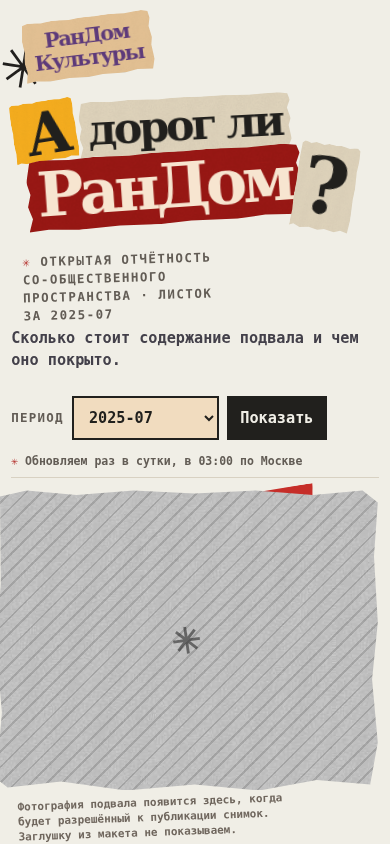 РанДом
Культуры
А дорог ли
РанДом?
✳ ОТКРЫТАЯ ОТЧЁТНОСТЬ
СО-ОБЩЕСТВЕННОГО
ПРОСТРАНСТВА · ЛИСТОК
ЗА 2025-07
Сколько стоит содержание подвала и чем
оно покрыто.
ПЕРИОД 2025-07 Показать
✳ Обновляем раз в сутки, в 03:00 по Москве
Фотография подвала появится здесь, когда
будет разрешённый к публикации снимок.
Заглушку из макета не показываем.